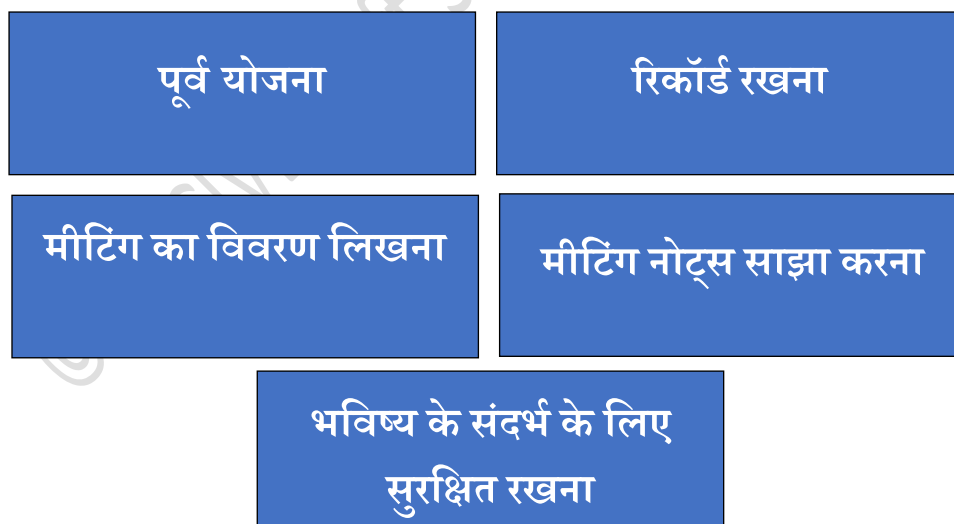 पूर्व योजना
रिकॉर्ड रखना
मीटिंग का विवरण लिखना
मीटिंग नोट्स साझा करना
भविष्य के संदर्भ के लिए
सुरक्षित रखना